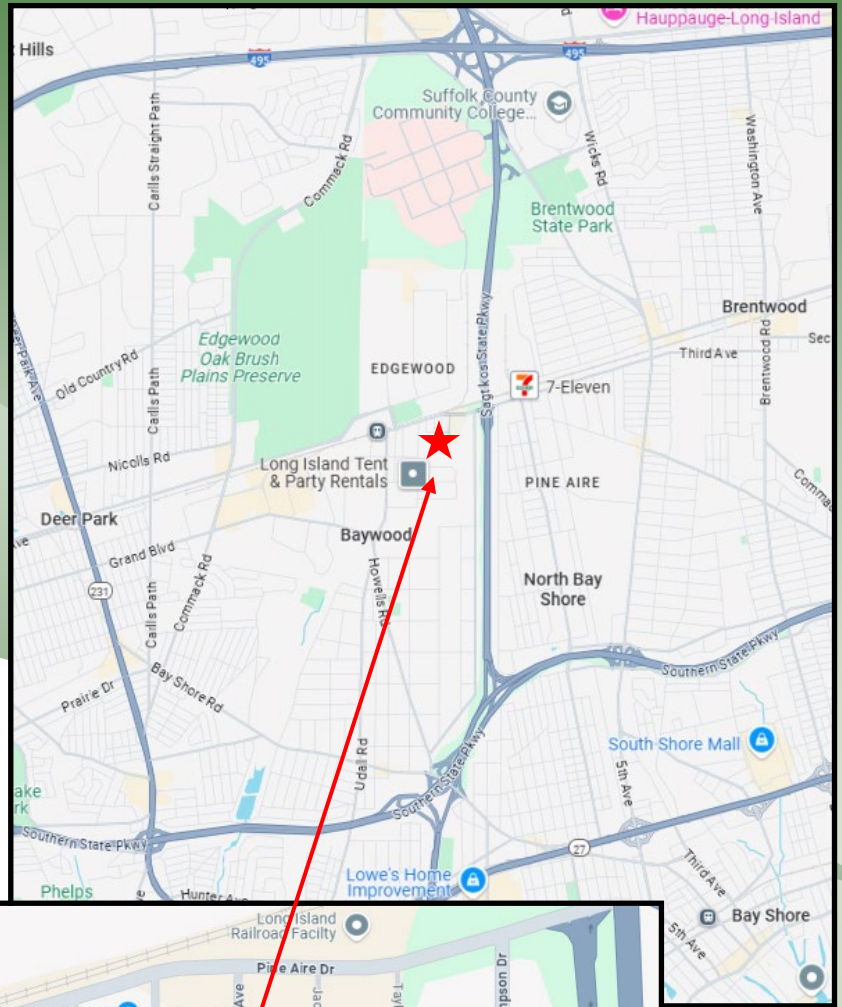 Hauppauge-Long Island
Hills
495
495
Suffolk County
Community College...
Carlls Straight Path
Commack Rd
Wicks Rd
Washington Ave
Brentwood
State Park
Brentwood
Sagtikos State Pkwy
Edgewood
Oak Brush
Plains Preserve
EDGEWOOD
Third Ave
Sec
Brentwood Rd
Old Country Rd
7-Eleven
Carlls Path
Nicolls Rd
Long Island Tent
& Party Rentals
PINE AIRE
Deer Park
Baywood
Grand Blvd
Howells Rd
North Bay
Shore
231
Carlls Path
Commack Rd
Southern State Pkwy
Bay Shore Rd
Prairie Dr
South Shore Mall
Udall Rd
5th Ave
Southern State Pkwy
Southern State Pkwy
27
Third Ave
Lowe's Home
Improvement
Phelps
Hunter
Bay Shore
5th Ave
Long Island
Railroad Facilty
Pine Aire Dr
Ave